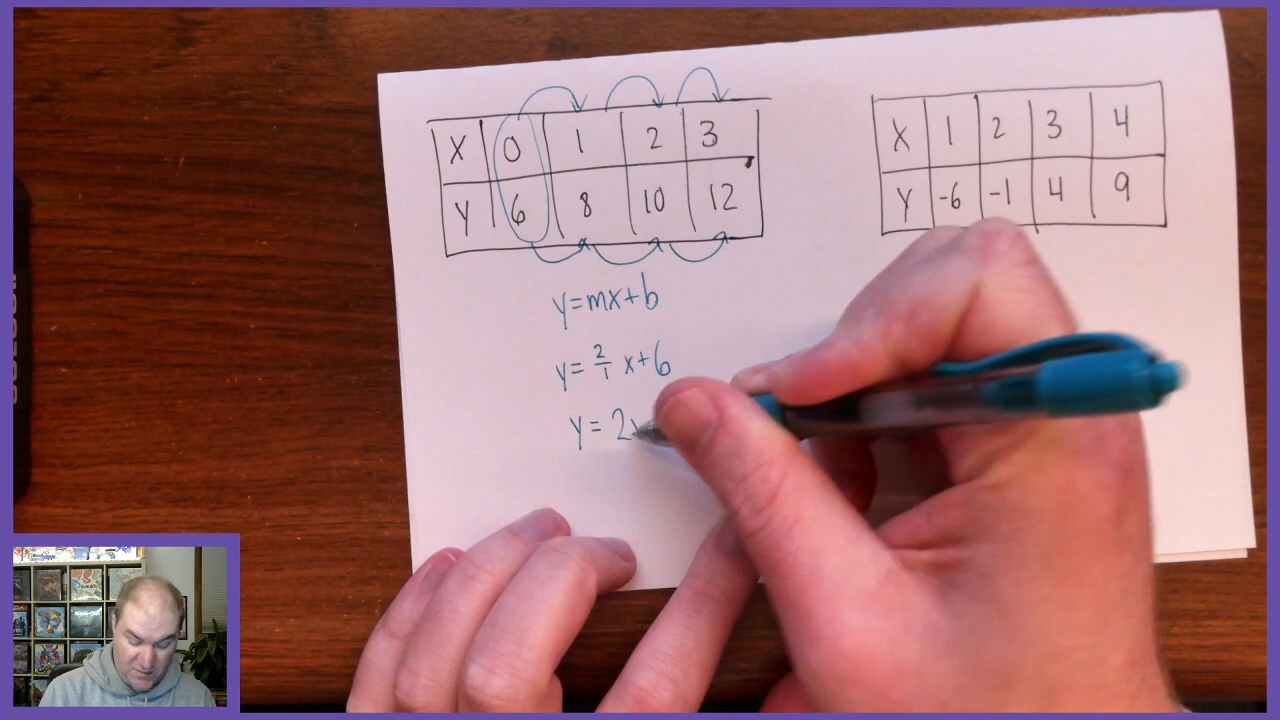 X 0 1 2 3
Y 6 8 10 12
y=mx+b
y= 2/1 x+6
y= 2x
X 1 2 3 4
Y -6 -1 4 9